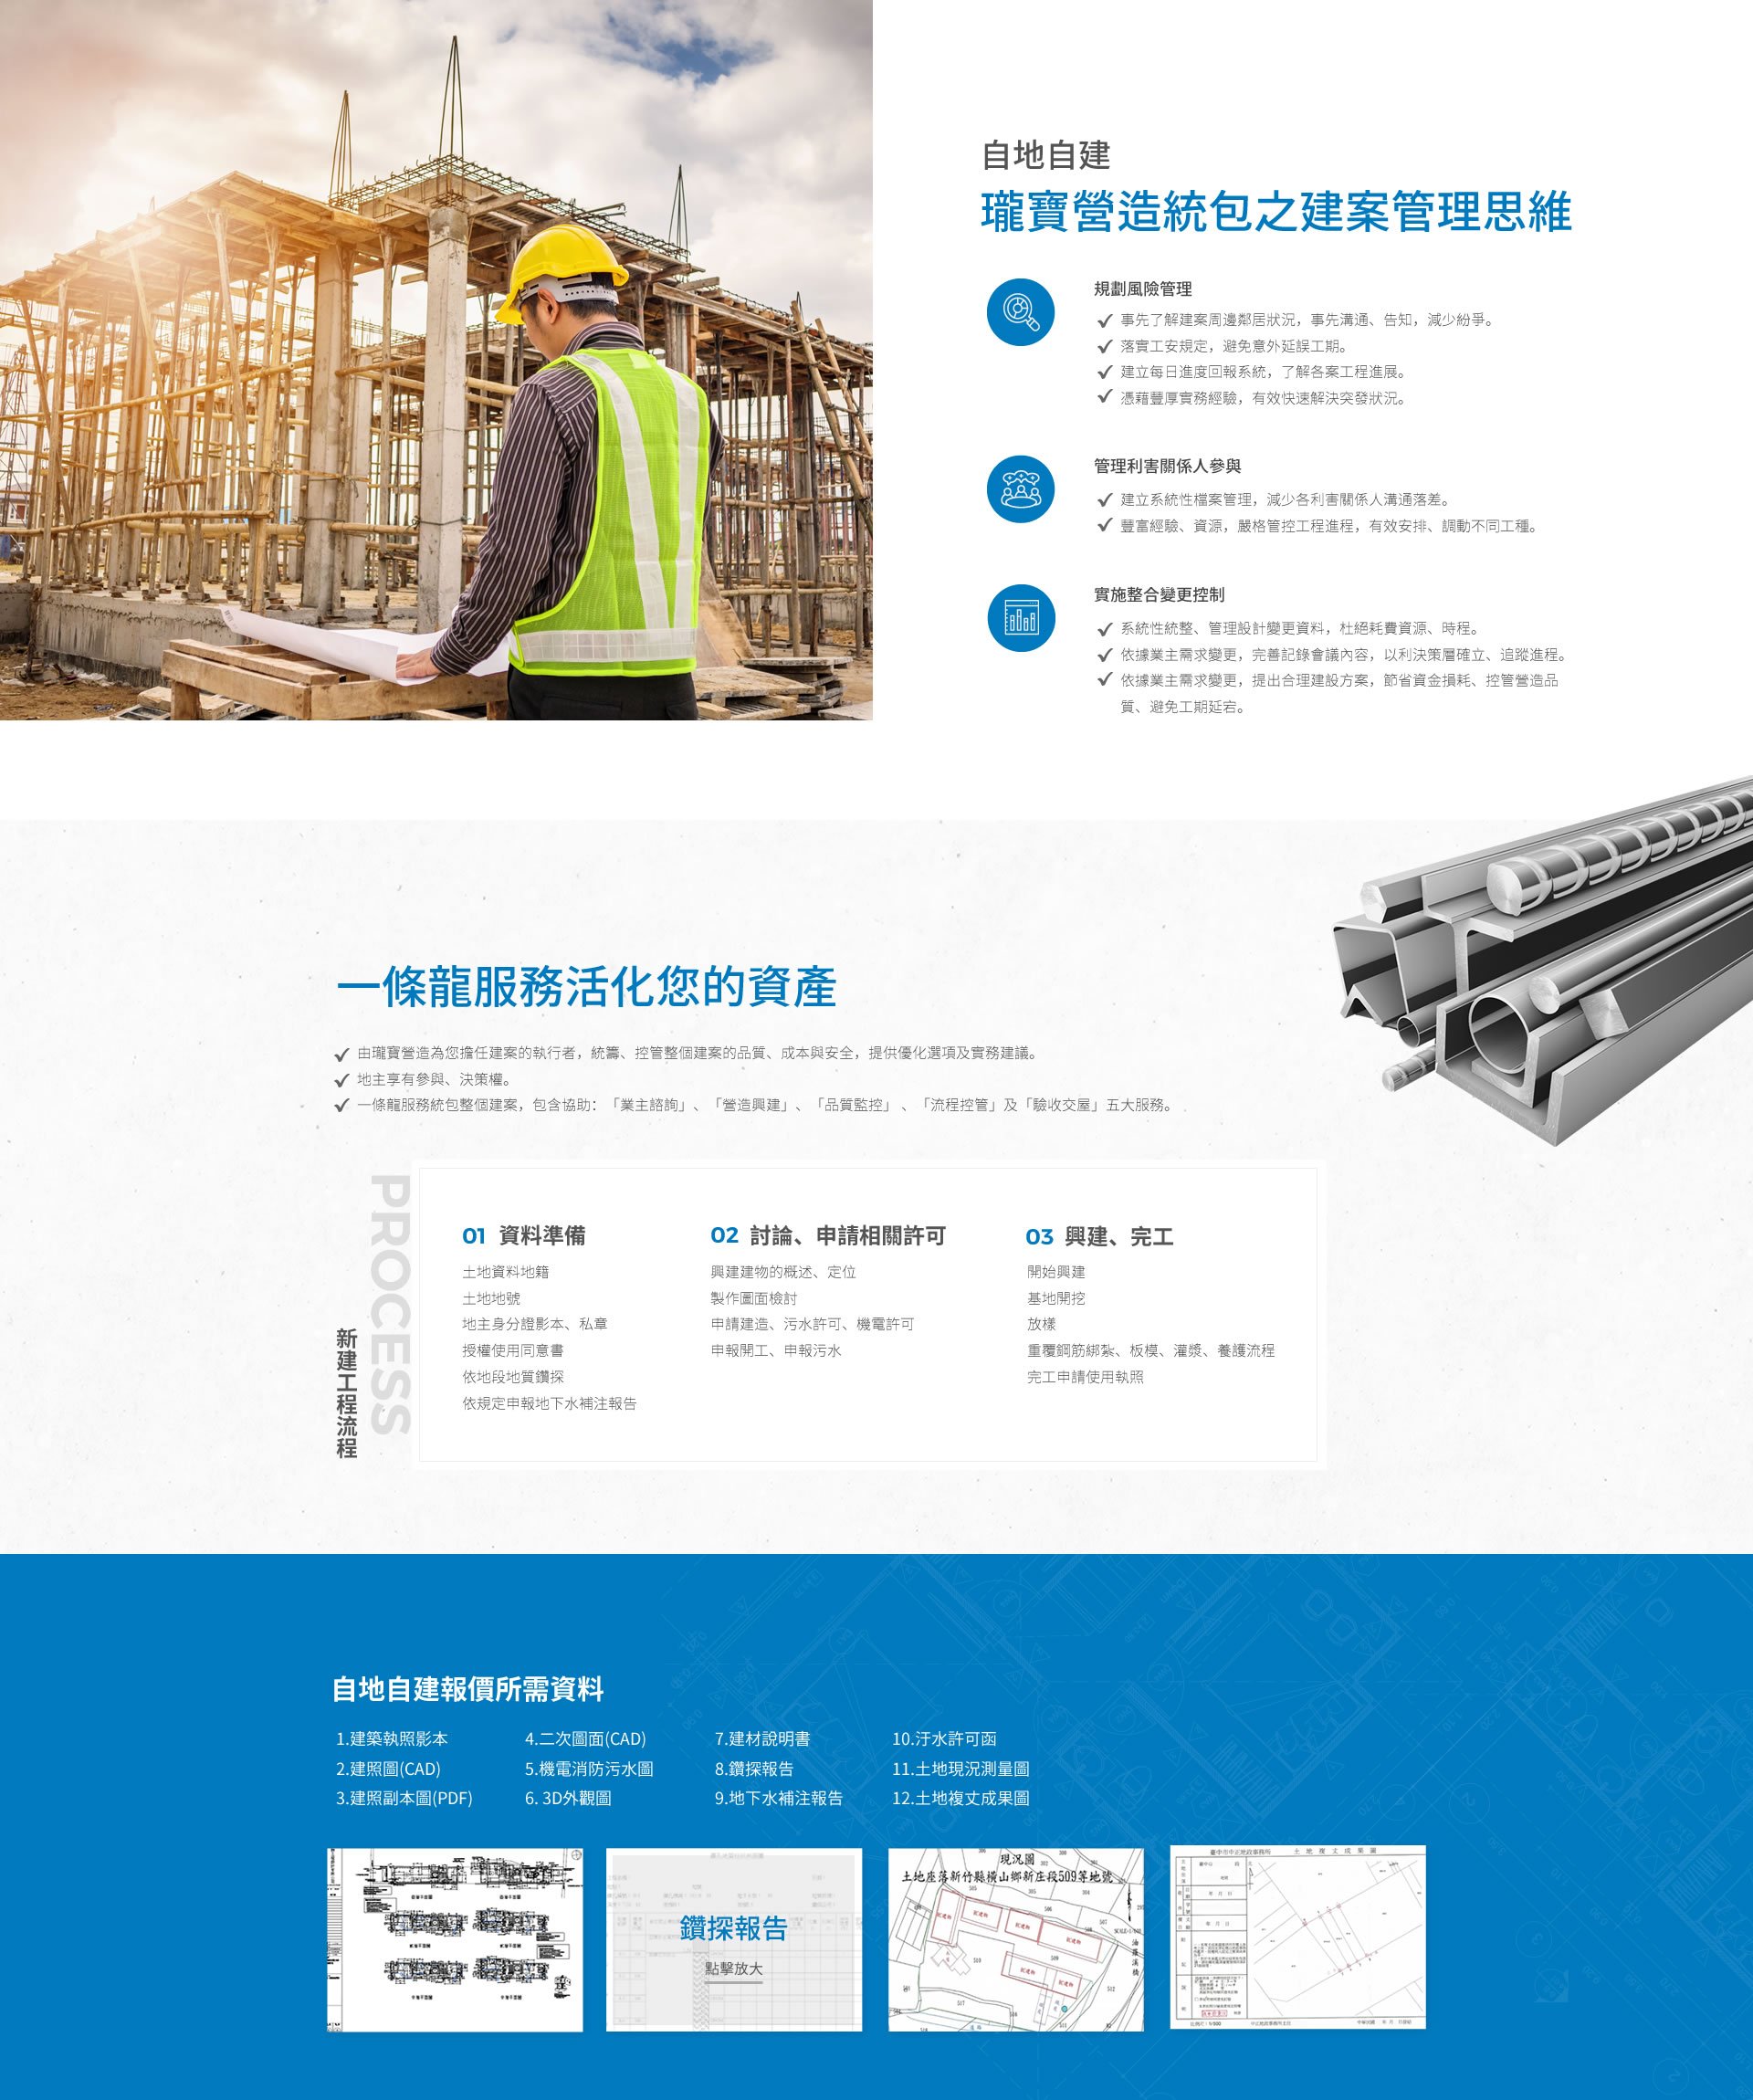 自地自建
瓏寶營造統包之建案管理思維
規劃風險管理
事先了解建案周邊鄰居狀況，事先溝通、告知，減少紛爭。
落實工安規定，避免意外延誤工期。
建立每日進度回報系統，了解各案工程進展。
憑藉豐厚實務經驗，有效快速解決突發狀況。
管理利害關係人參與
建立系統性檔案管理，減少各利害關係人溝通落差。
豐富經驗、資源，嚴格管控工程進程，有效安排、調動不同工種。
實施整合變更控制
系統性統整、管理設計變更資料，杜絕耗費資源、時程。
依據業主需求變更，完善記錄會議內容，以利決策層確立、追蹤進程。
依據業主需求變更，提出合理建設方案，節省資金損耗、控管營造品
質、避免工期延宕。
一條龍服務活化您的資產
由瓏寶營造為您擔任建案的執行者，統籌、控管整個建案的品質、成本與安全，提供優化選項及實務建議。
地主享有參與、決策權。
一條龍服務統包整個建案，包含協助：「業主諮詢」、「營造興建」、「品質監控」、「流程控管」及「驗收交屋」五大服務。
PROCESS
新建工程流程
01 資料準備
土地資料地籍
土地地號
地主身分證影本、私章
授權使用同意書
依地段地質鑽探
依規定申報地下水補注報告
02 討論、申請相關許可
興建建物的概述、定位
製作圖面檢討
申請建造、污水許可、機電許可
申報開工、申報污水
03 興建、完工
開始興建
基地開挖
放樣
重覆鋼筋綁紮、板模、灌漿、養護流程
完工申請使用執照
自地自建報價所需資料
1.建築執照影本
2.建照圖(CAD)
3.建照副本圖(PDF)
4.二次圖面(CAD)
5.機電消防污水圖
6. 3D外觀圖
7.建材說明書
8.鑽探報告
9.地下水補注報告
10.汙水許可函
11.土地現況測量圖
12.土地複丈成果圖
鑽探報告
點擊放大
現況圖
土地座落新竹縣橫山鄉新庄段509等地號
油羅溪橋
臺中市中正地政事務所
土地複丈成果圖